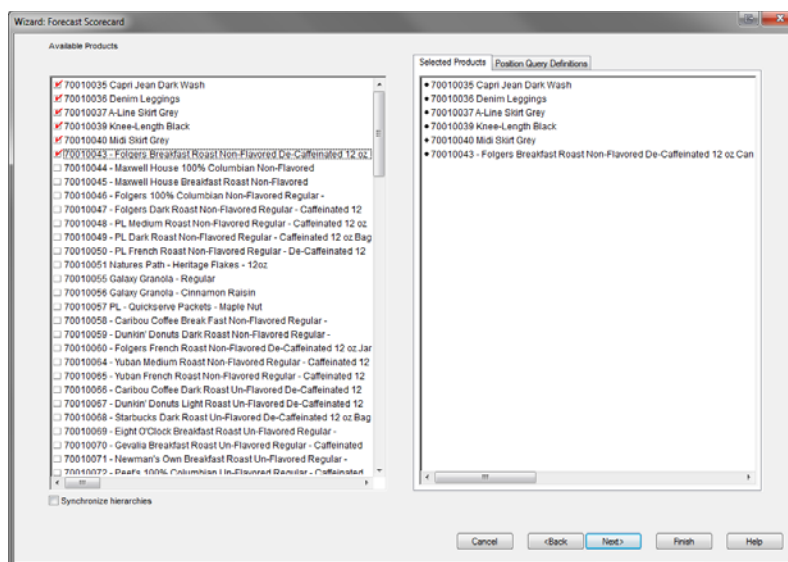 Wizard: Forecast Scorecard
Available Products
70010035 Capri Jean Dark Wash
70010036 Denim Leggings
70010037 A-Line Skirt Grey
70010039 Knee-Length Black
70010040 Midi Skirt Grey
70010043 - Folgers Breakfast Roast Non-Flavored De-Caffeinated 12 oz
70010044 - Maxwell House 100% Columbian Non-Flavored
70010045 - Maxwell House Breakfast Roast Non-Flavored
70010046 - Folgers 100% Columbian Non-Flavored Regular -
70010047 - Folgers Dark Roast Non-Flavored Regular - Caffeinated 12
70010048 - PL Medium Roast Non-Flavored Regular - Caffeinated 12 oz
70010049 - PL Dark Roast Non-Flavored Regular - Caffeinated 12 oz Bag
70010050 - PL French Roast Non-Flavored Regular - De-Caffeinated 12
70010051 Natures Path - Heritage Flakes - 12oz
70010055 Galaxy Granola - Regular
70010056 Galaxy Granola - Cinnamon Raisin
70010057 PL - Quickserve Packets - Maple Nut
70010058 - Caribou Coffee Break Fast Non-Flavored Regular -
70010059 - Dunkin' Donuts Dark Roast Non-Flavored Regular -
70010060 - Folgers French Roast Non-Flavored De-Caffeinated 12 oz Jar
70010064 - Yuban Medium Roast Non-Flavored Regular - Caffeinated 12
70010065 - Yuban French Roast Non-Flavored Regular - Caffeinated 12
70010066 - Caribou Coffee Dark Roast Un-Flavored De-Caffeinated 12
70010067 - Dunkin' Donuts Light Roast Un-Flavored De-Caffeinated 12
70010068 - Starbucks Dark Roast Un-Flavored De-Caffeinated 12 oz Bag
70010069 - Eight O'Clock Breakfast Roast Un-Flavored Regular -
70010070 - Gevalia Breakfast Roast Un-Flavored Regular - Caffeinated
70010071 - Newman's Own Breakfast Roast Un-Flavored Regular -
70010072 - Peet's 100% Columbian Un-Flavored Regular - Caffeinated
Synchronize hierarchies
Selected Products Position Query Definitions
70010035 Capri Jean Dark Wash
70010036 Denim Leggings
70010037 A-Line Skirt Grey
70010039 Knee-Length Black
70010040 Midi Skirt Grey
70010043 - Folgers Breakfast Roast Non-Flavored De-Caffeinated 12 oz Can
Cancel <Back Next> Finish Help